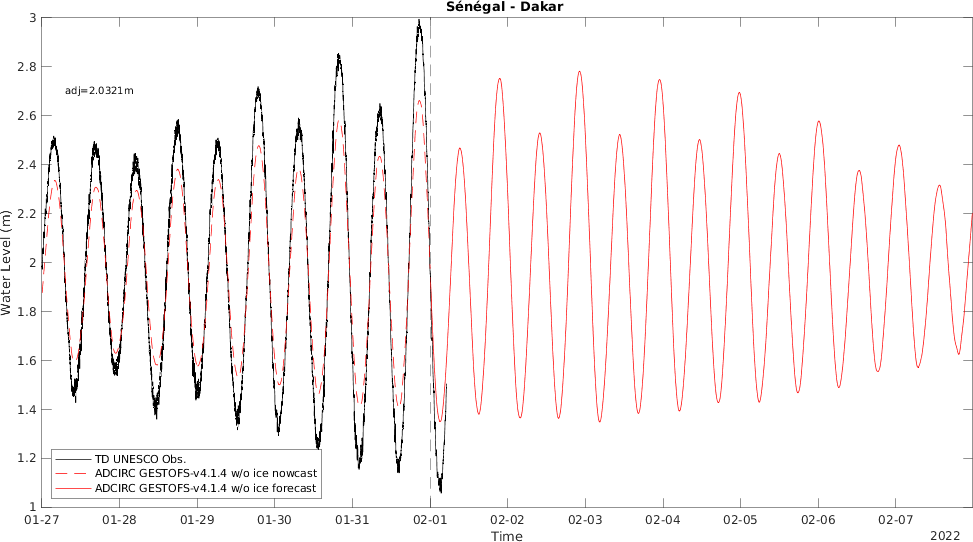 Sénégal - Dakar
3
2.8
2.6
2.4
2.2
2
1.8
1.6
1.4
1.2
1
Water Level (m)
adj=2.0321m
TD UNESCO Obs.
ADCIRC GESTOFS-v4.1.4 w/o ice nowcast
ADCIRC GESTOFS-v4.1.4 w/o ice forecast
01-27 01-28 01-29 01-30 01-31 02-01 02-02 02-03 02-04 02-05 02-06 02-07
Time
2022